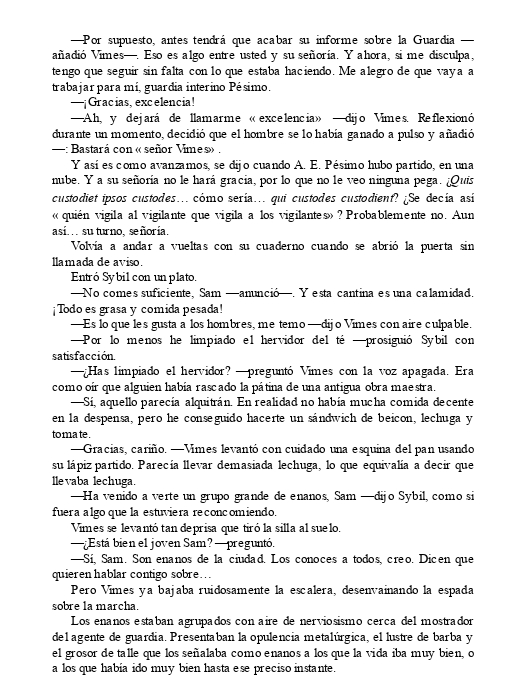 —Por supuesto, antes tendrá que acabar su informe sobre la Guardia —
añadió Vimes—. Eso es algo entre usted y su señoría. Y ahora, si me disculpa,
tengo que seguir sin falta con lo que estaba haciendo. Me alegro de que vaya a
trabajar para mí, guardia interino Pésimo.
—¡Gracias, excelencia!
—Ah, y dejará de llamarme «excelencia» —dijo Vimes. Reflexionó
durante un momento, decidió que el hombre se lo había ganado a pulso y añadió
—: Bastará con «señor Vimes».
Y así es como avanzamos, se dijo cuando A. E. Pésimo hubo partido, en una
nube. Y a su señoría no le hará gracia, por lo que no le veo ninguna pega. ¿Quis
custodiet ipsos custodes… cómo sería… qui custodes custodient? ¿Se decía así
«quién vigila al vigilante que vigila a los vigilantes»? Probablemente no. Aun
así… su turno, señoría.
Volvía a andar a vueltas con su cuaderno cuando se abrió la puerta sin
llamada de aviso.
Entró Sybil con un plato.
—No comes suficiente, Sam —anunció—. Y esta cantina es una calamidad.
¡Todo es grasa y comida pesada!
—Es lo que les gusta a los hombres, me temo —dijo Vimes con aire culpable.
—Por lo menos he limpiado el hervidor del té —prosiguió Sybil con
satisfacción.
—¿Has limpiado el hervidor? —preguntó Vimes con la voz apagada. Era
como oír que alguien había rascado la pátina de una antigua obra maestra.
—Sí, aquello parecía alquitrán. En realidad no había mucha comida decente
en la despensa, pero he conseguido hacerte un sándwich de beicon, lechuga y
tomate.
—Gracias, cariño. —Vimes levantó con cuidado una esquina del pan usando
su lápiz partido. Parecía llevar demasiada lechuga, lo que equivalía a decir que
llevaba lechuga.
—Ha venido a verte un grupo grande de enanos, Sam —dijo Sybil, como si
fuera algo que la estuviera reconcomiendo.
Vimes se levantó tan deprisa que tiró la silla al suelo.
—¿Está bien el joven Sam? —preguntó.
—Sí, Sam. Son enanos de la ciudad. Los conoces a todos, creo. Dicen que
quieren hablar contigo sobre…
Pero Vimes ya bajaba ruidosamente la escalera, desenvainando la espada
sobre la marcha.
Los enanos estaban agrupados con aire de nerviosismo cerca del mostrador
del agente de guardia. Presentaban la opulencia metalúrgica, el lustre de barba y
el grosor de talle que los señalaba como enanos a los que la vida iba muy bien, o
a los que había ido muy bien hasta ese preciso instante.